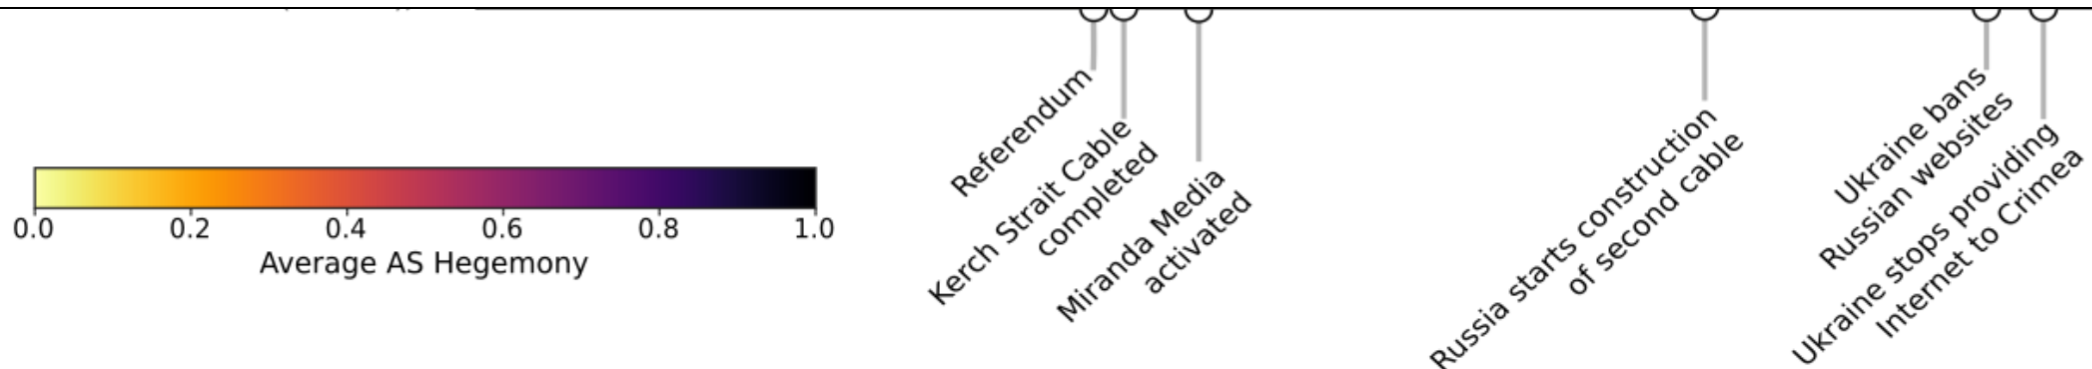 0.0 0.2 0.4 0.6 0.8 1.0
Average AS Hegemony
Referendum
Kerch Strait Cable
completed
Miranda Media
activated
Russia starts construction
of second cable
Ukraine bans
Russian websites
Ukraine stops providing
Internet to Crimea